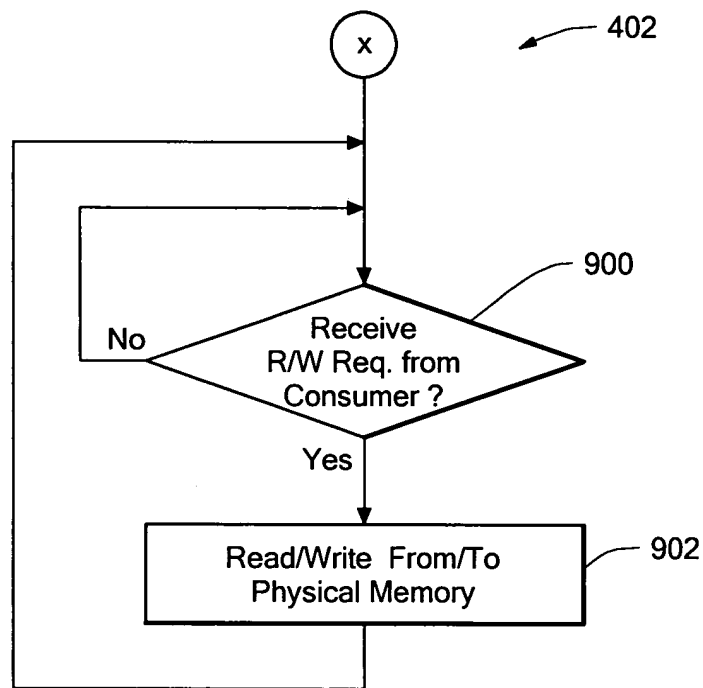 x
402
900
Receive
R/W Req. from
Consumer ?
No
Yes
Read/Write From/To
Physical Memory
902